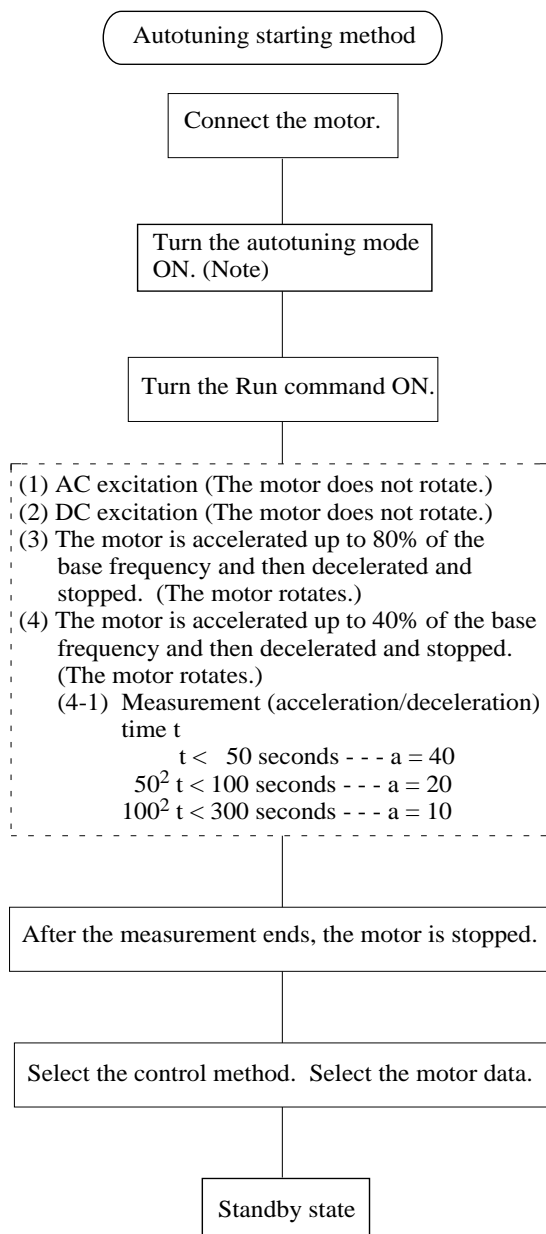 Autotuning starting method
Connect the motor.
Turn the autotuning mode
ON. (Note)
Turn the Run command ON.
(1) AC excitation (The motor does not rotate.)
(2) DC excitation (The motor does not rotate.)
(3) The motor is accelerated up to 80% of the
base frequency and then decelerated and
stopped.  (The motor rotates.)
(4) The motor is accelerated up to 40% of the base
frequency and then decelerated and stopped.
(The motor rotates.)
(4-1)  Measurement (acceleration/deceleration)
time t
t <   50 seconds - - - a = 40
50² t < 100 seconds - - - a = 20
100² t < 300 seconds - - - a = 10
After the measurement ends, the motor is stopped.
Select the control method.  Select the motor data.
Standby state